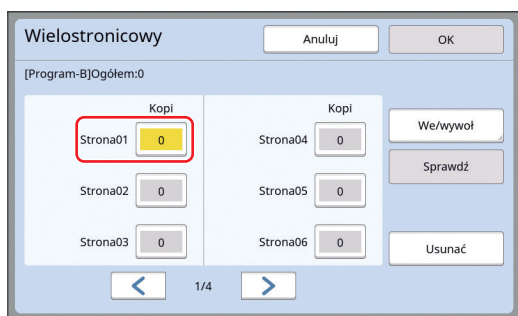 Wielostronicowy Anuluj OK
[Program-B]Ogółem:0
Kopi Kopi
Strona01 0 Strona04 0 We/wywoł
Sprawdź
Strona02 0 Strona05 0
Strona03 0 Strona06 0 Usunać
1/4